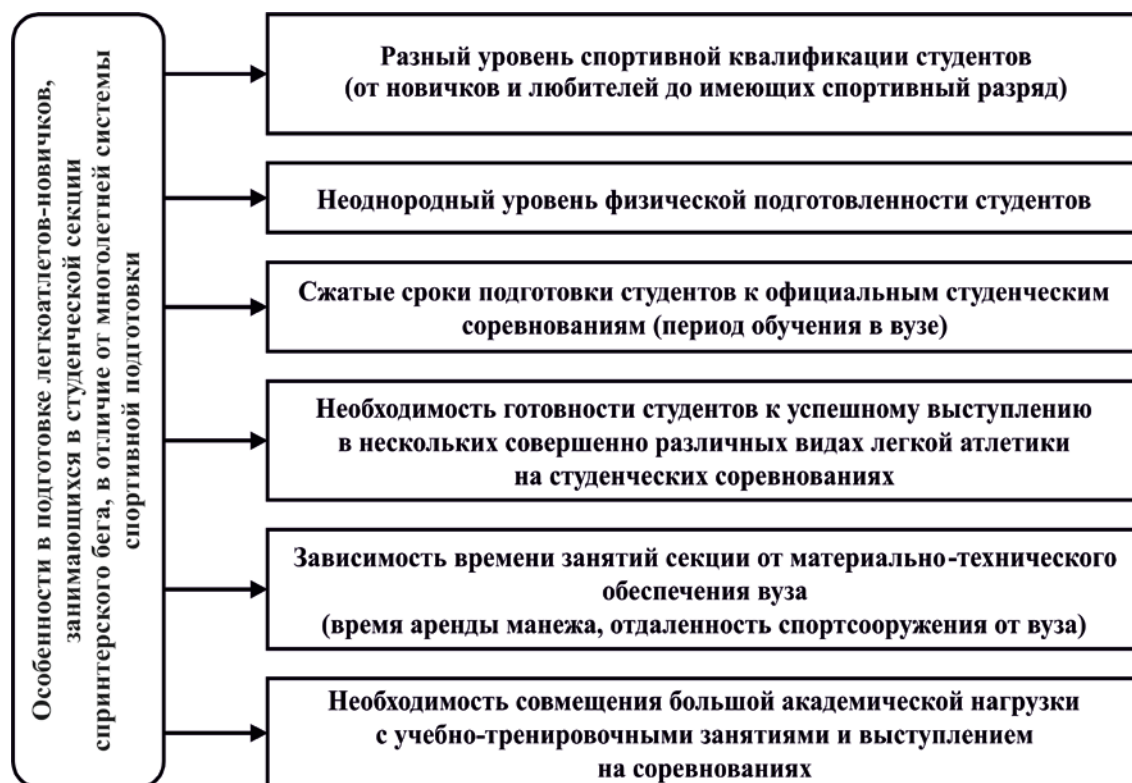 Особенности в подготовке легкоатлетов-новичков,
занимающихся в студенческой секции
спринтерского бега, в отличие от многолетней системы
спортивной подготовки
Разный уровень спортивной квалификации студентов
(от новичков и любителей до имеющих спортивный разряд)
Неоднородный уровень физической подготовленности студентов
Сжатые сроки подготовки студентов к официальным студенческим
соревнованиям (период обучения в вузе)
Необходимость готовности студентов к успешному выступлению
в нескольких совершенно различных видах легкой атлетики
на студенческих соревнованиях
Зависимость времени занятий секции от материально-технического
обеспечения вуза
(время аренды манежа, отдаленность спортсооружения от вуза)
Необходимость совмещения большой академической нагрузки
с учебно-тренировочными занятиями и выступлением
на соревнованиях